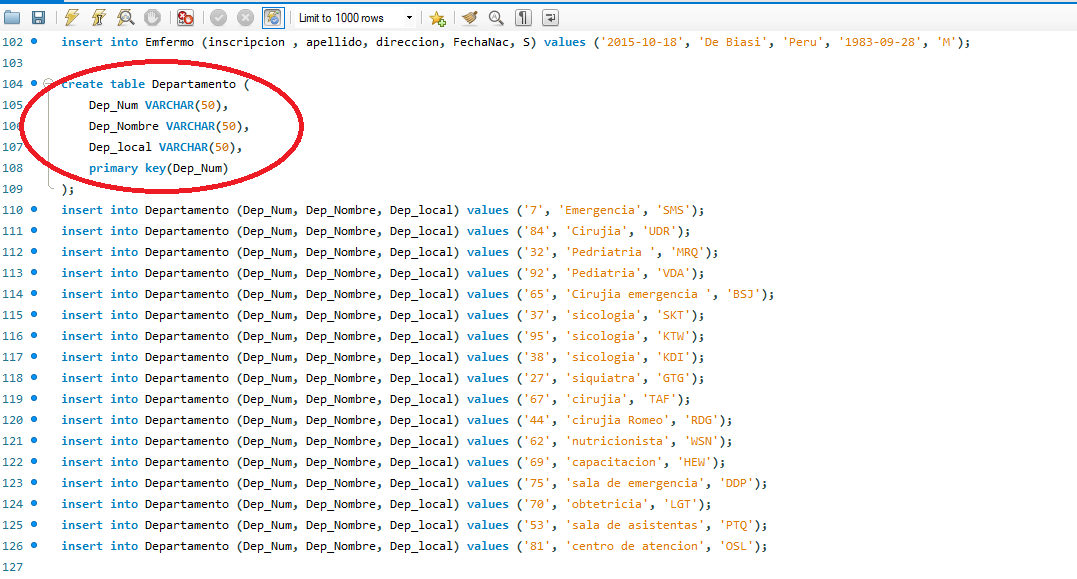 Limit to 1000 rows
102 insert into Emfermo (inscripcion , apellido, direccion, FechaNac, S) values ('2015-10-18', 'De Biasi', 'Peru', '1983-09-28', 'M');
103
104 create table Departamento (
105 Dep_Num VARCHAR(50),
106 Dep_Nombre VARCHAR(50),
107 Dep_local VARCHAR(50),
108 primary key(Dep_Num)
109 );
110 insert into Departamento (Dep_Num, Dep_Nombre, Dep_local) values ('7', 'Emergencia', 'SMS');
111 insert into Departamento (Dep_Num, Dep_Nombre, Dep_local) values ('84', 'Cirujia', 'UDR');
112 insert into Departamento (Dep_Num, Dep_Nombre, Dep_local) values ('32', 'Pedriatria ', 'MRQ');
113 insert into Departamento (Dep_Num, Dep_Nombre, Dep_local) values ('92', 'Pediatria', 'VDA');
114 insert into Departamento (Dep_Num, Dep_Nombre, Dep_local) values ('65', 'Cirujia emergencia ', 'BSJ');
115 insert into Departamento (Dep_Num, Dep_Nombre, Dep_local) values ('37', 'sicologia', 'SKT');
116 insert into Departamento (Dep_Num, Dep_Nombre, Dep_local) values ('95', 'sicologia', 'KTW');
117 insert into Departamento (Dep_Num, Dep_Nombre, Dep_local) values ('38', 'sicologia', 'KDI');
118 insert into Departamento (Dep_Num, Dep_Nombre, Dep_local) values ('27', 'siquiatra', 'GTG');
119 insert into Departamento (Dep_Num, Dep_Nombre, Dep_local) values ('67', 'cirujia', 'TAF');
120 insert into Departamento (Dep_Num, Dep_Nombre, Dep_local) values ('44', 'cirujia Romeo', 'RDG');
121 insert into Departamento (Dep_Num, Dep_Nombre, Dep_local) values ('62', 'nutricionista', 'WSN');
122 insert into Departamento (Dep_Num, Dep_Nombre, Dep_local) values ('69', 'capacitacion', 'HEW');
123 insert into Departamento (Dep_Num, Dep_Nombre, Dep_local) values ('75', 'sala de emergencia', 'DDP');
124 insert into Departamento (Dep_Num, Dep_Nombre, Dep_local) values ('70', 'obtetricia', 'LGT');
125 insert into Departamento (Dep_Num, Dep_Nombre, Dep_local) values ('53', 'sala de asistentas', 'PTQ');
126 insert into Departamento (Dep_Num, Dep_Nombre, Dep_local) values ('81', 'centro de atencion', 'OSL');
127